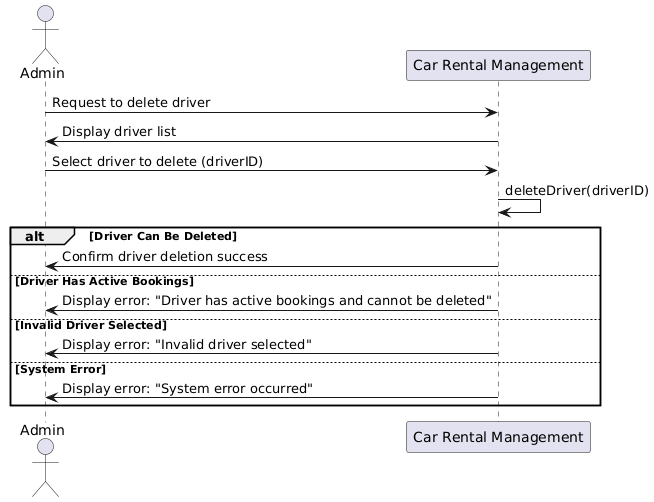 Admin
Car Rental Management
Request to delete driver
Display driver list
Select driver to delete (driverID)
deleteDriver(driverID)
alt [Driver Can Be Deleted]
Confirm driver deletion success
[Driver Has Active Bookings]
Display error: "Driver has active bookings and cannot be deleted"
[Invalid Driver Selected]
Display error: "Invalid driver selected"
[System Error]
Display error: "System error occurred"
Admin
Car Rental Management